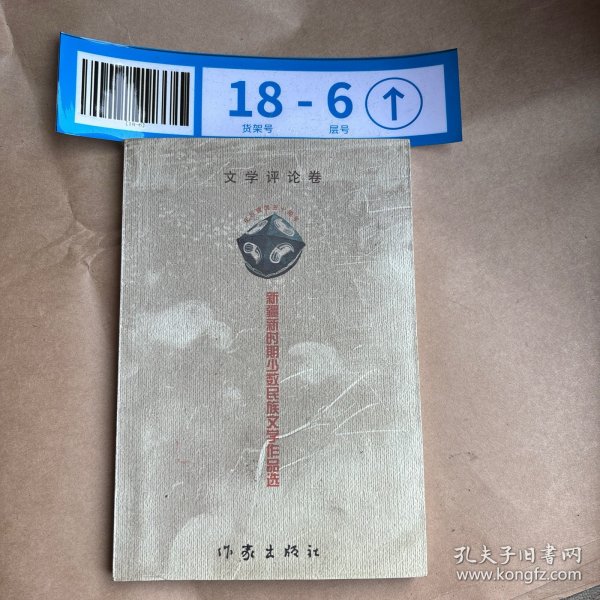 18-6 ↑
货架号 层号
文学评论卷
新疆新时期少数民族文学作品选
作家出版社
孔夫子旧书网
www.kongfz.com